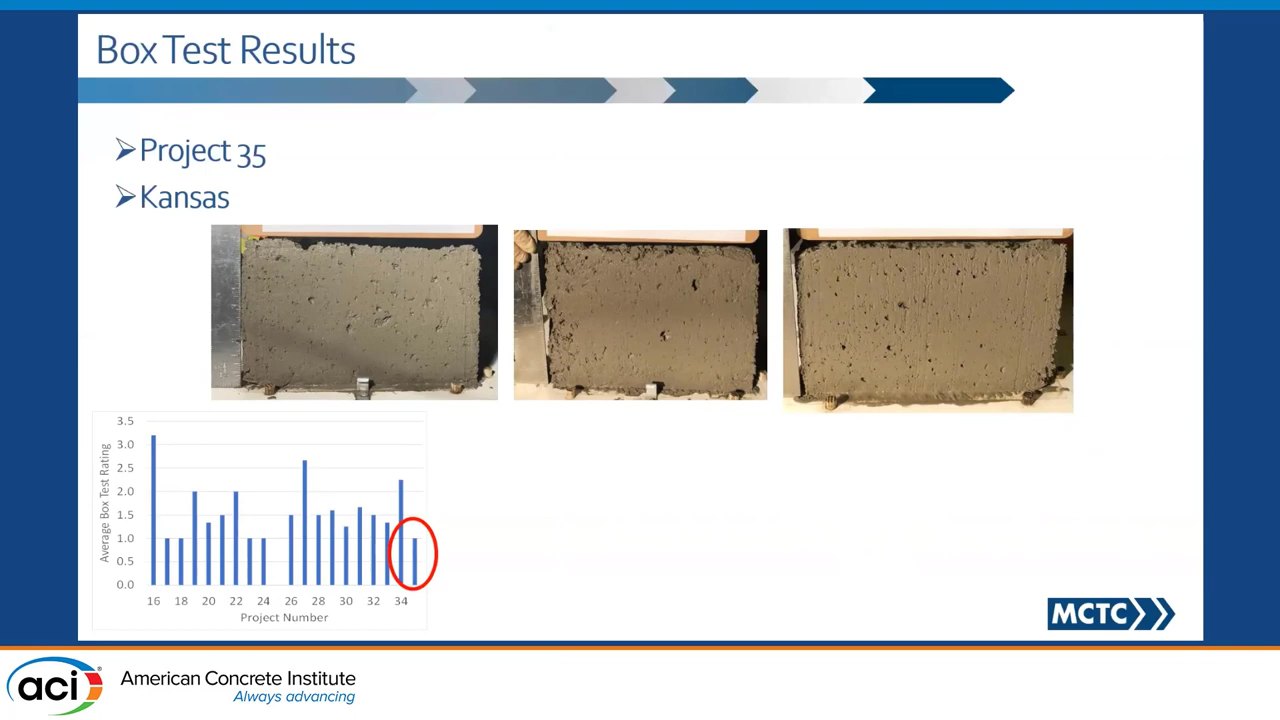 Box Test Results
Project 35
Kansas
3.5
3.0
2.5
2.0
1.5
1.0
0.5
0.0
Average Box Test Rating
16 18 20 22 24 26 28 30 32 34
Project Number
MCTC
aci®
American Concrete Institute
Always advancing